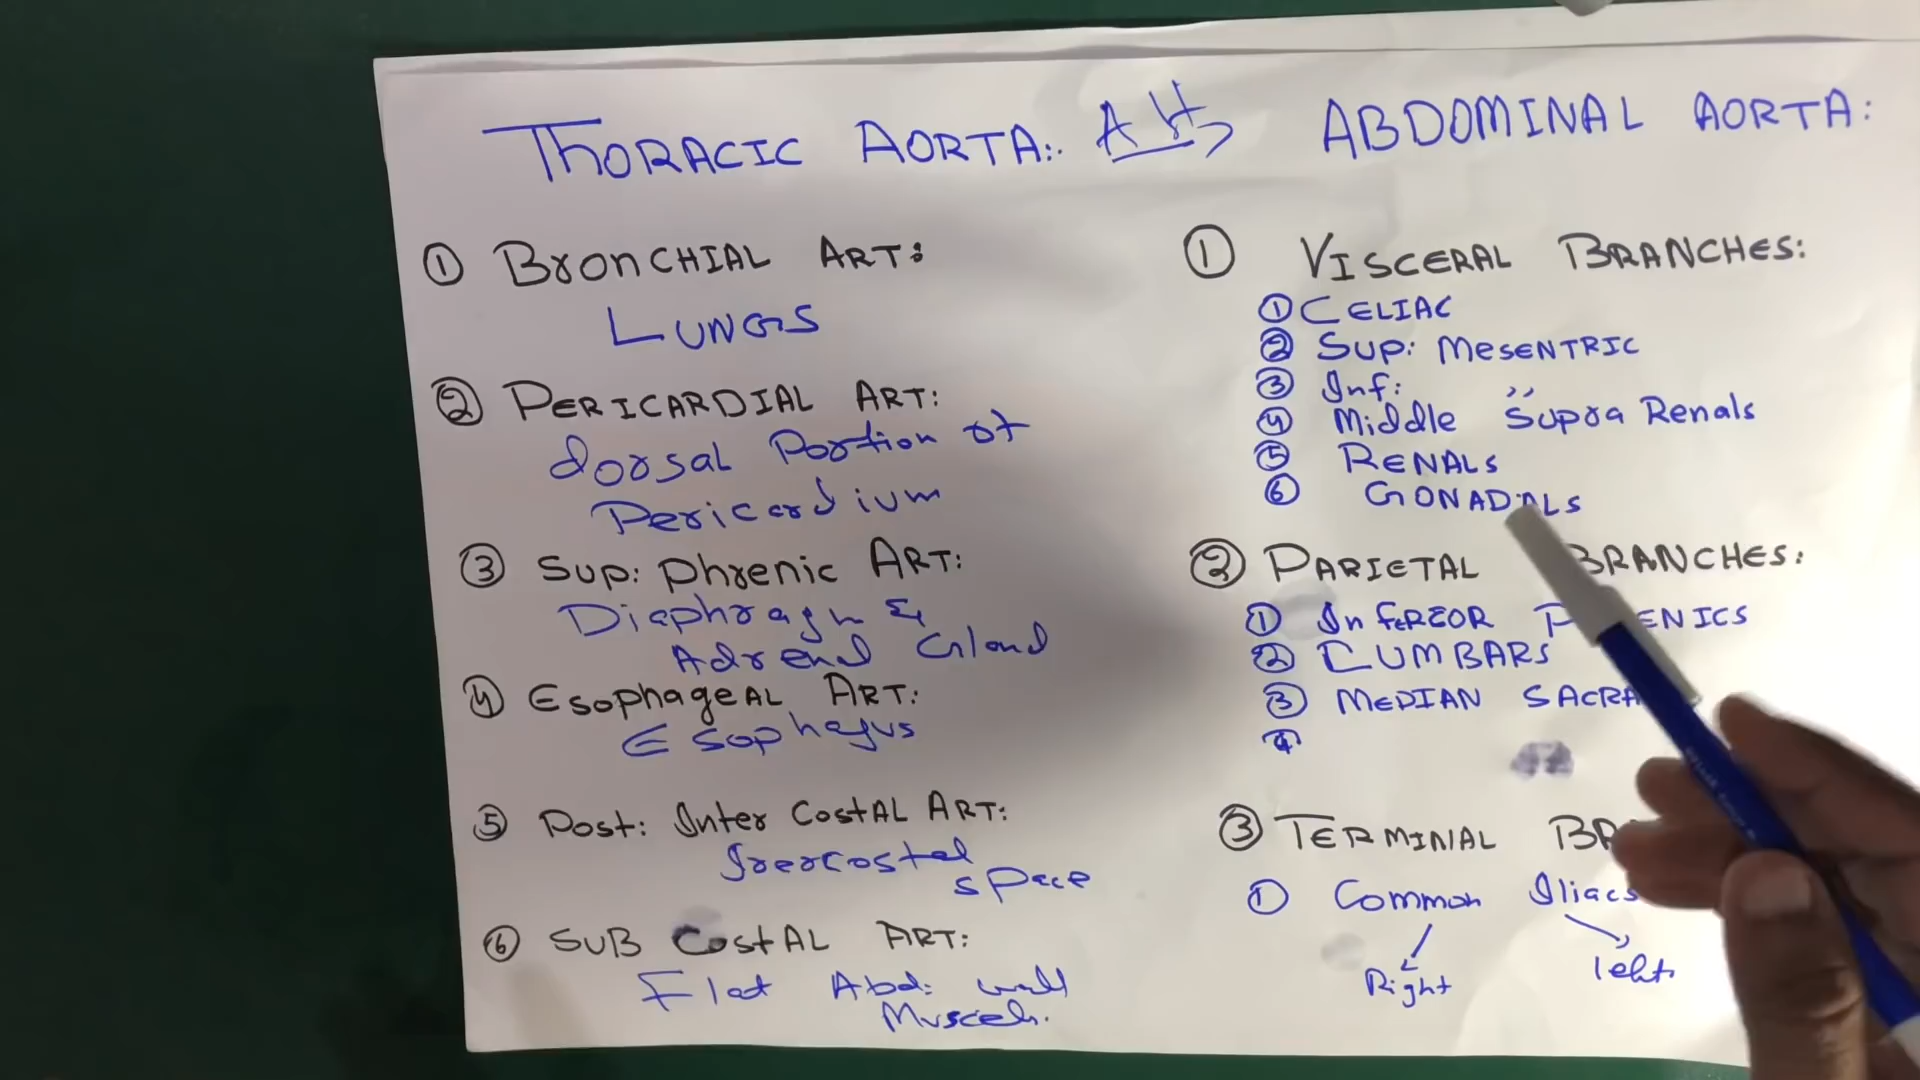 THORACIC AORTA:. AH
① BronCHIAL ART:
LUNGS
② PERICARDIAL ART:
dorsal Portion of
Pericardium
③ Sup: Phrenic ART:
Diaphragm &
Adrenal Gland
④ EsophageAL ART:
Esophagus
⑤ Post: Inter CostAL ART:
space
⑥ SUB CostAL ART:
Flat Abd: wall
ABDOMINAL AORTA:
① VISCERAL BRANCHES:
① CELIAC
② Sup: MesENTRIC
③ Inf: ,,
④ Middle Supra Renals
⑤ RENALs
⑥ GONADALs
② PARIETAL BRANCHES:
① InfEREOR
② LUMBARs
③ MEDIAN SACRA
④
③ TERMINAL
① Common Iliacs
Right left